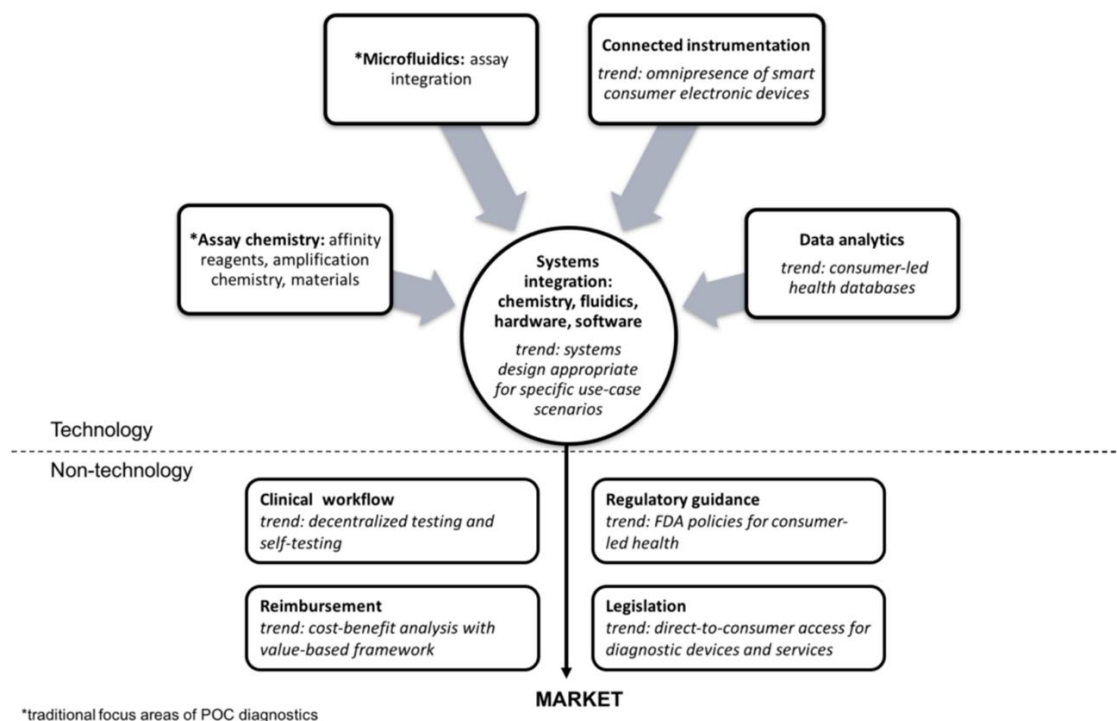 *Microfluidics: assay
integration
Connected instrumentation
trend: omnipresence of smart
consumer electronic devices
*Assay chemistry: affinity
reagents, amplification
chemistry, materials
Systems
integration:
chemistry, fluidics,
hardware, software
trend: systems
design appropriate
for specific use-case
scenarios
Data analytics
trend: consumer-led
health databases
Technology
Non-technology
Clinical workflow
trend: decentralized testing and
self-testing
Regulatory guidance
trend: FDA policies for consumer-
led health
Reimbursement
trend: cost-benefit analysis with
value-based framework
Legislation
trend: direct-to-consumer access for
diagnostic devices and services
MARKET
*traditional focus areas of POC diagnostics